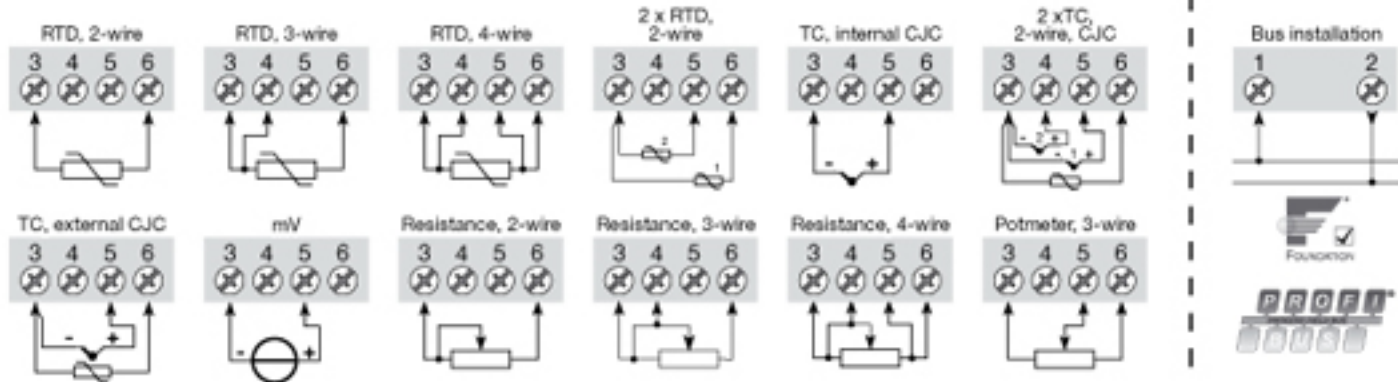 RTD, 2-wire
3 4 5 6
RTD, 3-wire
3 4 5 6
RTD, 4-wire
3 4 5 6
2 x RTD,
2-wire
3 4 5 6
2
1
TC, internal CJC
3 4 5 6
- +
2 xTC,
2-wire, CJC
3 4 5 6
- 2 +
- 1 +
Bus installation
1 2
TC, external CJC
3 4 5 6
- +
mV
3 4 5 6
- +
Resistance, 2-wire
3 4 5 6
Resistance, 3-wire
3 4 5 6
Resistance, 4-wire
3 4 5 6
Potmeter, 3-wire
3 4 5 6
FOUNDATION
PROFI
BUS